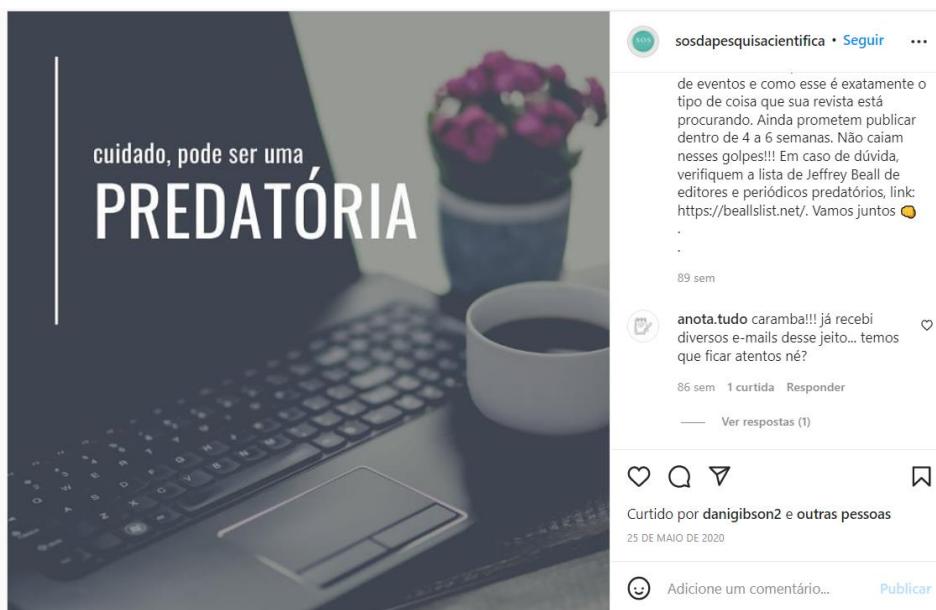 cuidado, pode ser uma
PREDATÓRIA
SOS
sosdapesquisacientifica • Seguir
de eventos e como esse é exatamente o
tipo de coisa que sua revista está
procurando. Ainda prometem publicar
dentro de 4 a 6 semanas. Não caiam
nesses golpes!!! Em caso de dúvida,
verifiquem a lista de Jeffrey Beall de
editores e periódicos predatórios, link:
https://beallslist.net/. Vamos juntos 👊
.
.
89 sem
anota.tudo caramba!!! já recebi
diversos e-mails desse jeito... temos
que ficar atentos né?
86 sem 1 curtida Responder
Ver respostas (1)
Curtido por danigibson2 e outras pessoas
25 DE MAIO DE 2020
Adicione um comentário... Publicar